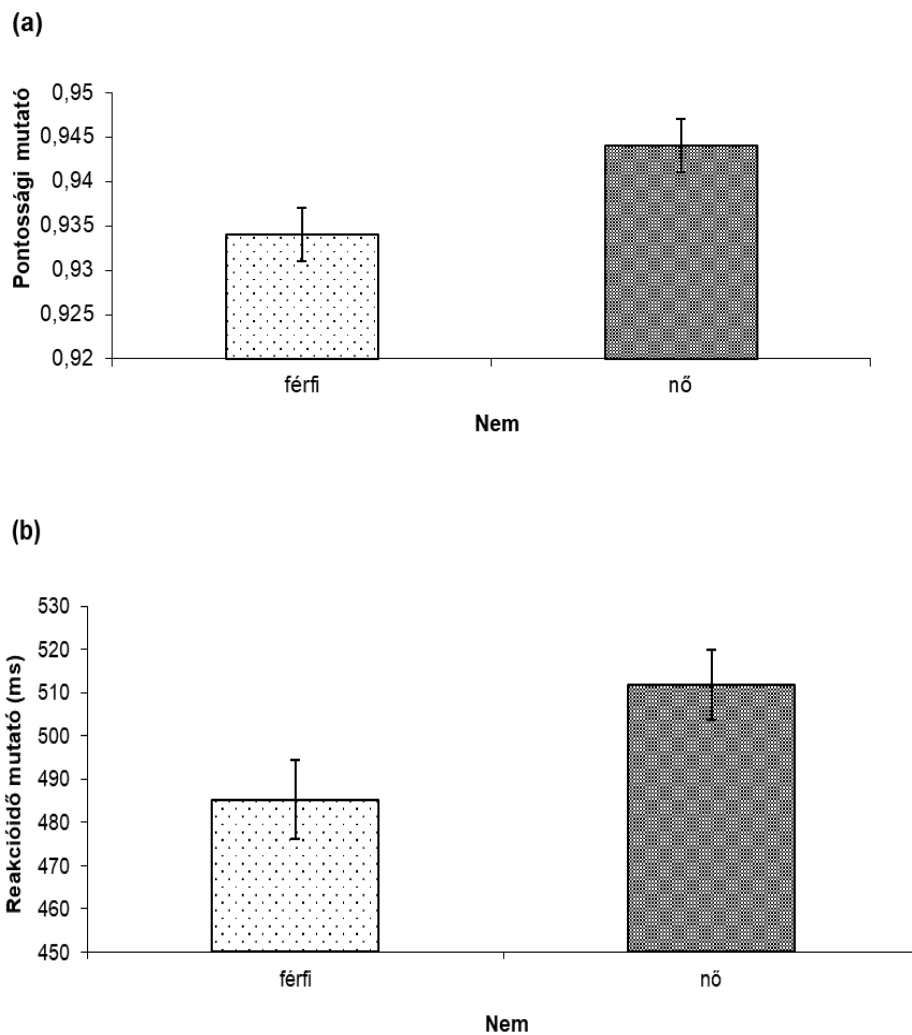 (a)
Pontossági mutató
0,95
0,945
0,94
0,935
0,93
0,925
0,92
férfi
nő
Nem
(b)
Reakcióidő mutató (ms)
530
520
510
500
490
480
470
460
450
férfi
nő
Nem